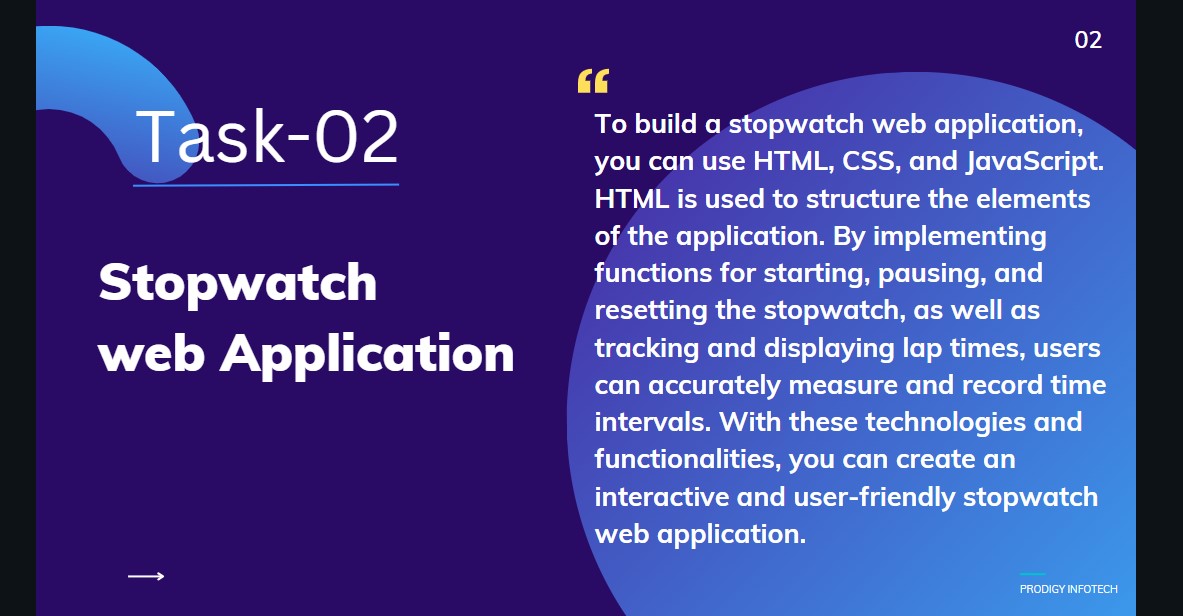 02
Task-02
Stopwatch
web Application
“
To build a stopwatch web application,
you can use HTML, CSS, and JavaScript.
HTML is used to structure the elements
of the application. By implementing
functions for starting, pausing, and
resetting the stopwatch, as well as
tracking and displaying lap times, users
can accurately measure and record time
intervals. With these technologies and
functionalities, you can create an
interactive and user-friendly stopwatch
web application.
PRODIGY INFOTECH